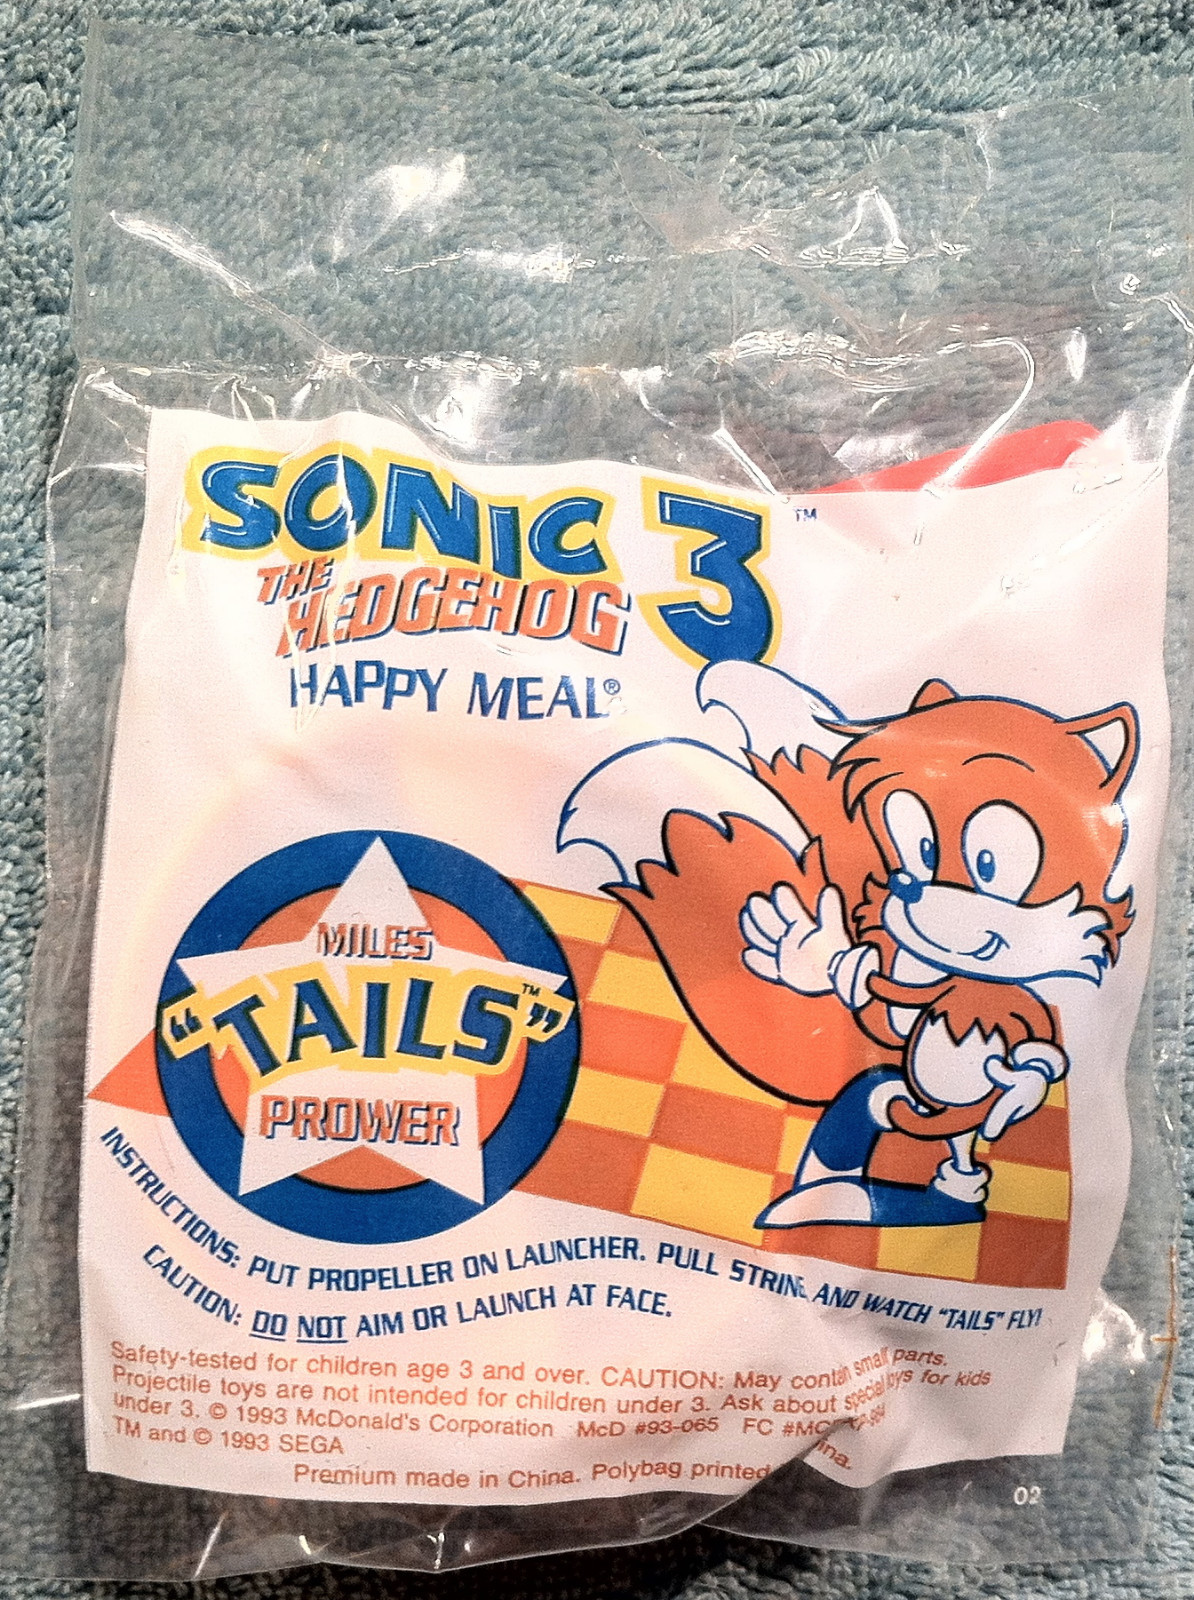 SONIC 3 ™
THE
HEDGEHOG
HAPPY MEAL®
MILES
"TAILS™"
PROWER
INSTRUCTIONS: PUT PROPELLER ON LAUNCHER. PULL STRING AND WATCH "TAILS" FLY!
CAUTION: DO NOT AIM OR LAUNCH AT FACE.
Safety-tested for children age 3 and over. CAUTION: May contain small parts.
Projectile toys are not intended for children under 3. Ask about special toys for kids
under 3. © 1993 McDonald's Corporation McD #93-065 FC
TM and © 1993 SEGA
Premium made in China. Polybag printed
02